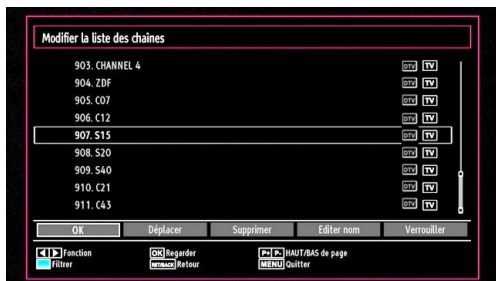 Modifier la liste des chaînes
903. CHANNEL 4 DTV TV
904. ZDF DTV TV
905. C07 DTV TV
906. C12 DTV TV
907. S15 DTV TV
908. S20 DTV TV
909. S40 DTV TV
910. C21 DTV TV
911. C43 DTV TV
OK Déplacer Supprimer Editer nom Verrouiller
Fonction OK Regarder P+ P- HAUT/BAS de page
Filtrer RET/BACK Retour MENU Quitter